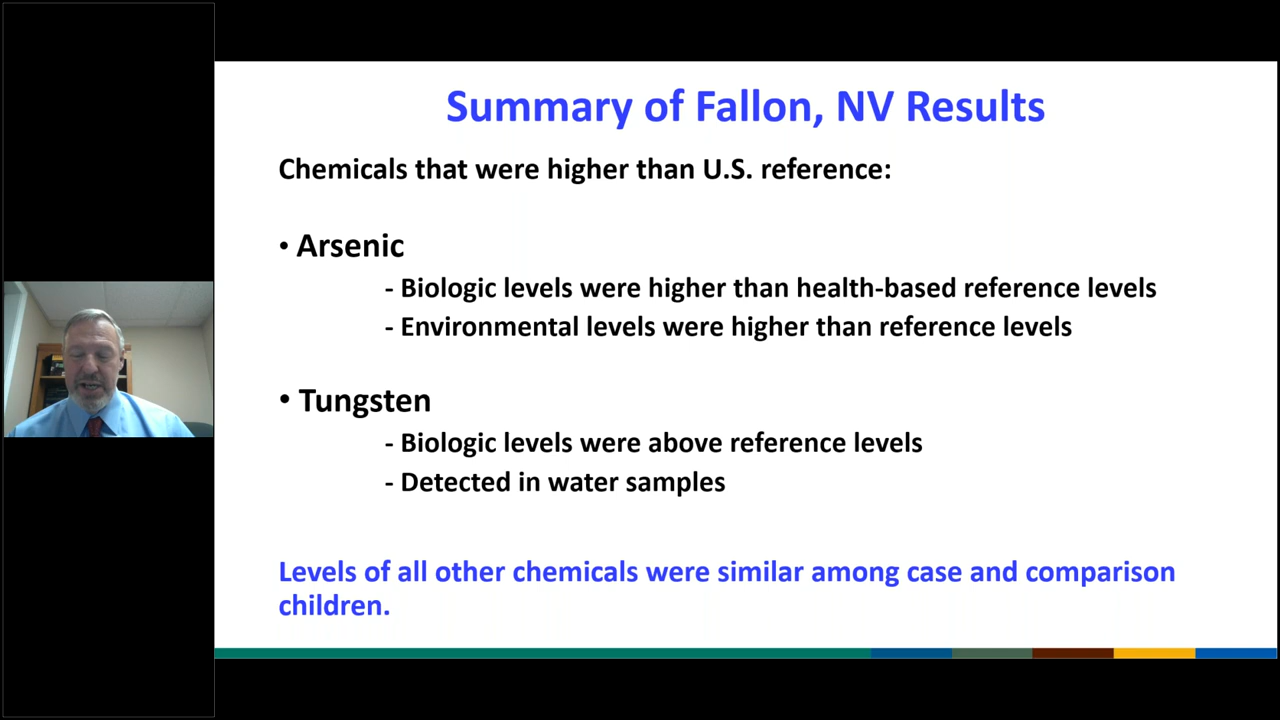 Summary of Fallon, NV Results
Chemicals that were higher than U.S. reference:
• Arsenic
- Biologic levels were higher than health-based reference levels
- Environmental levels were higher than reference levels
• Tungsten
- Biologic levels were above reference levels
- Detected in water samples
Levels of all other chemicals were similar among case and comparison
children.